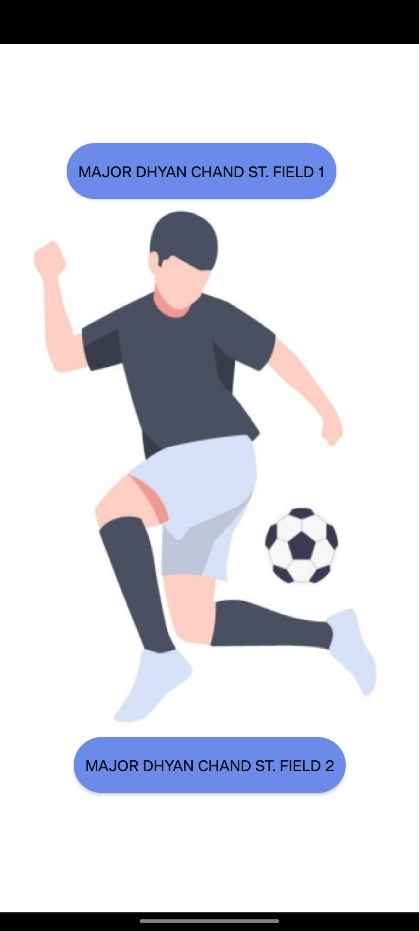 MAJOR DHYAN CHAND ST. FIELD 1
MAJOR DHYAN CHAND ST. FIELD 2